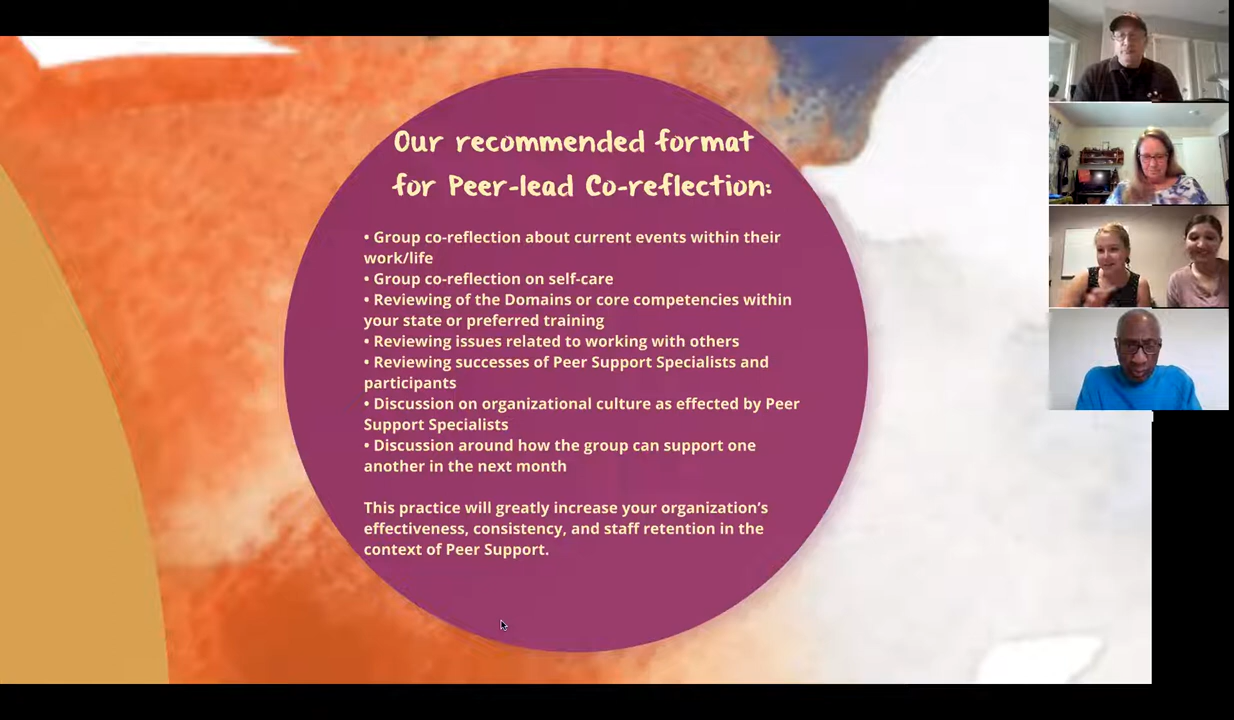 Our recommended format
for Peer-lead Co-reflection:
• Group co-reflection about current events within their
work/life
• Group co-reflection on self-care
• Reviewing of the Domains or core competencies within
your state or preferred training
• Reviewing issues related to working with others
• Reviewing successes of Peer Support Specialists and
participants
• Discussion on organizational culture as effected by Peer
Support Specialists
• Discussion around how the group can support one
another in the next month
This practice will greatly increase your organization's
effectiveness, consistency, and staff retention in the
context of Peer Support.